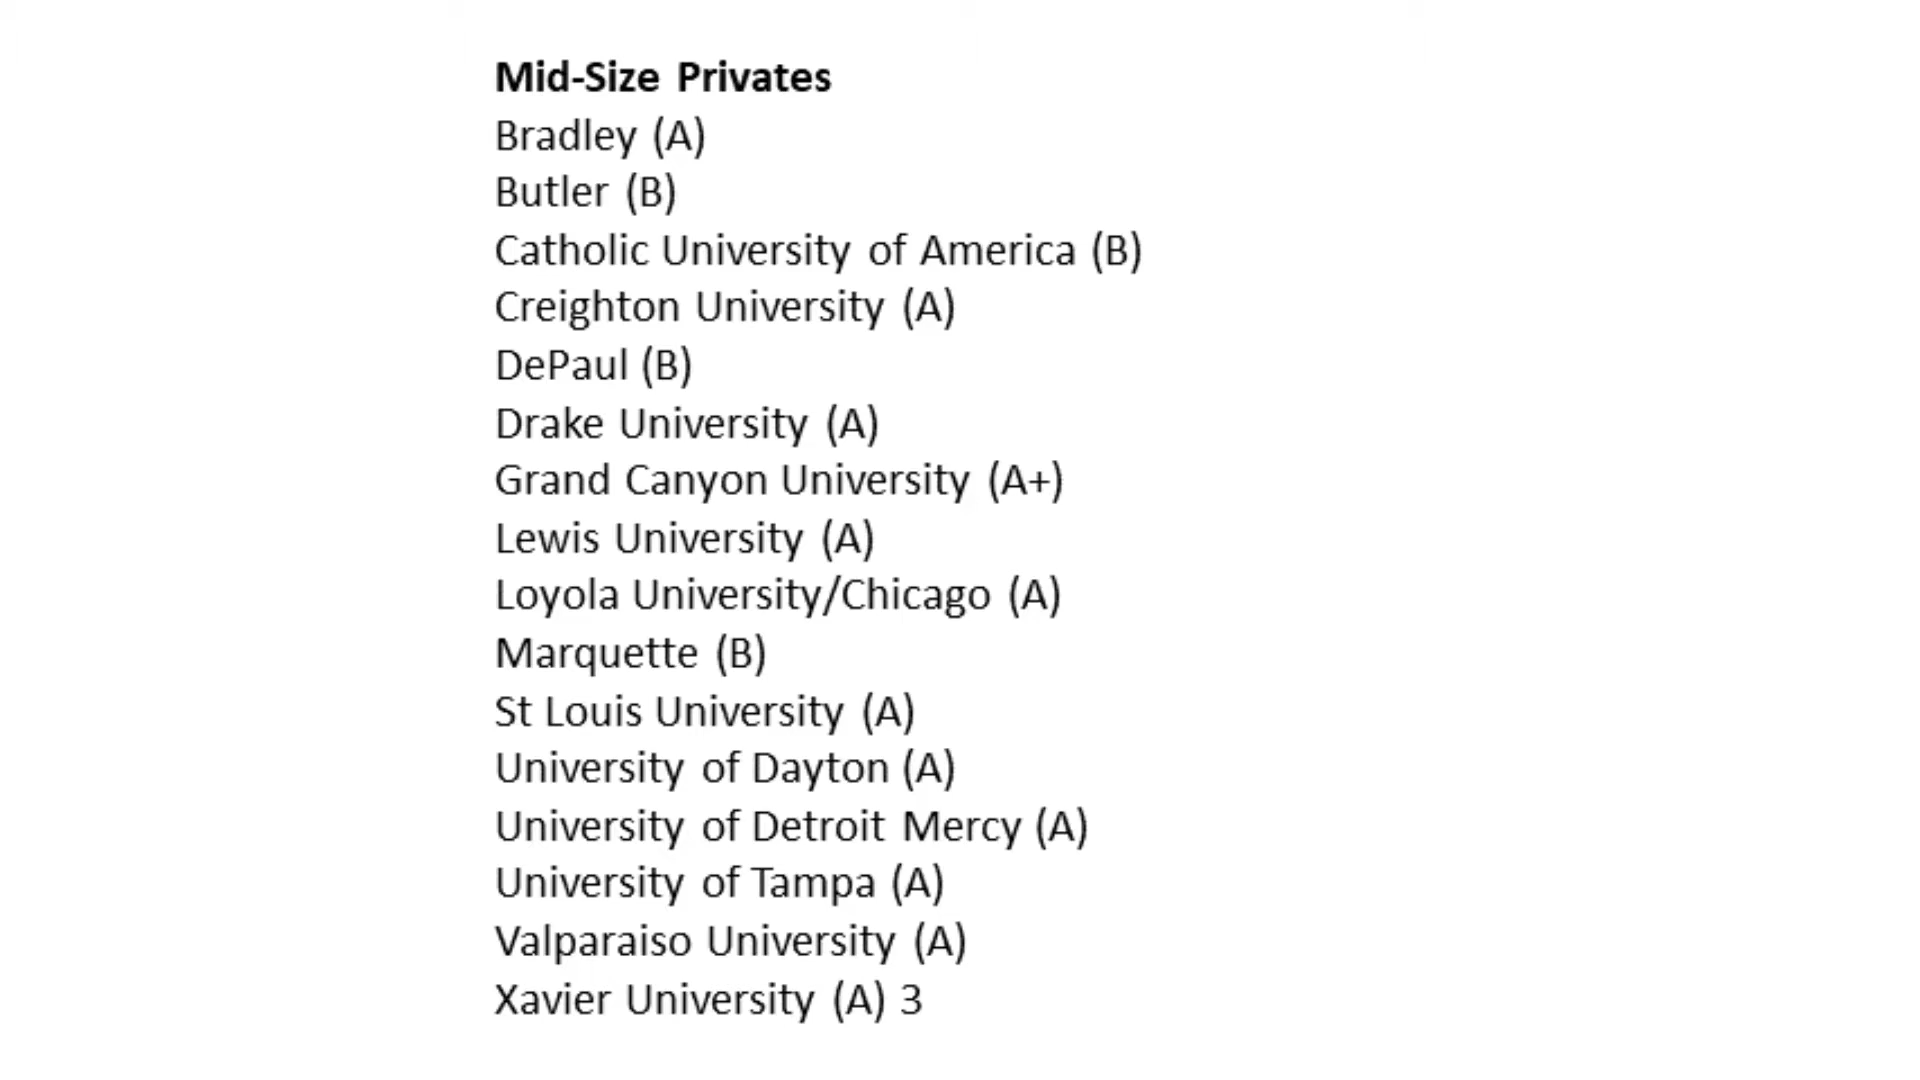 Mid-Size Privates
Bradley (A)
Butler (B)
Catholic University of America (B)
Creighton University (A)
DePaul (B)
Drake University (A)
Grand Canyon University (A+)
Lewis University (A)
Loyola University/Chicago (A)
Marquette (B)
St Louis University (A)
University of Dayton (A)
University of Detroit Mercy (A)
University of Tampa (A)
Valparaiso University (A)
Xavier University (A) 3